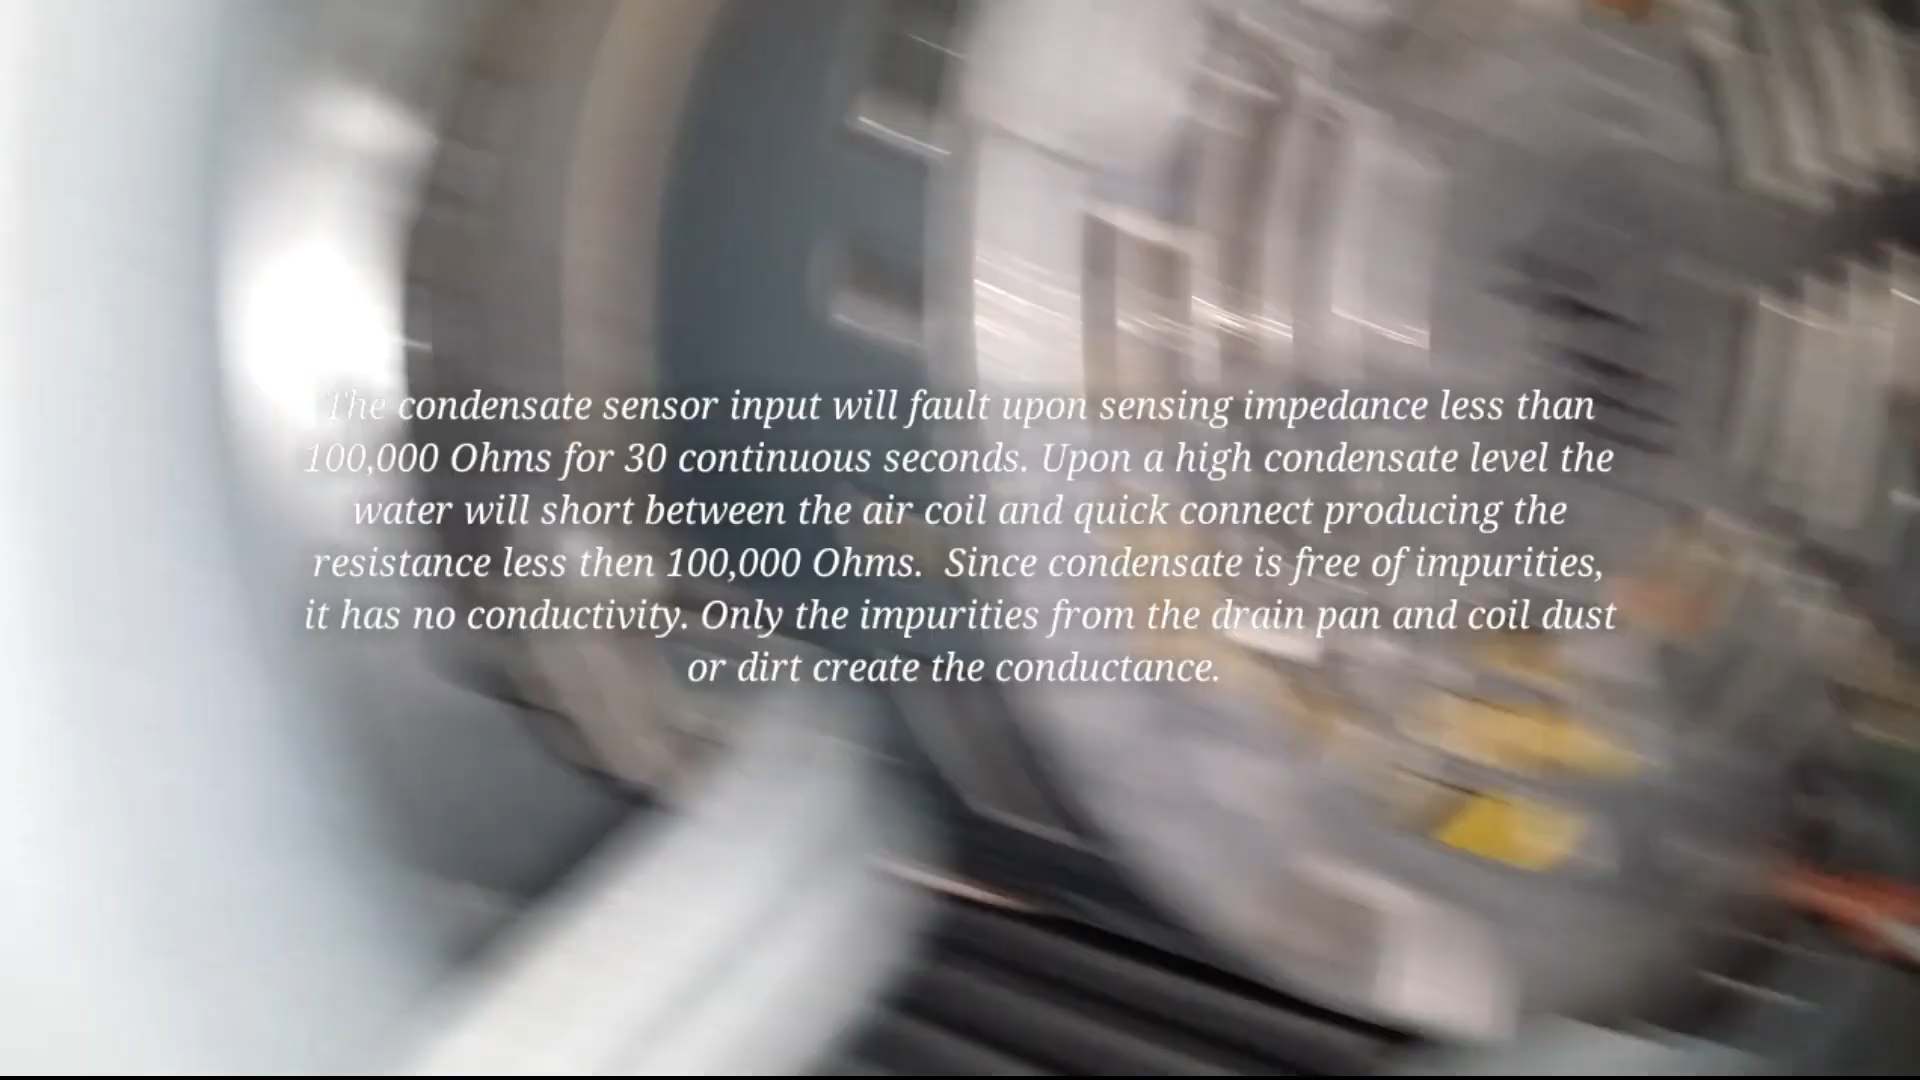 The condensate sensor input will fault upon sensing impedance less than
100,000 Ohms for 30 continuous seconds. Upon a high condensate level the
water will short between the air coil and quick connect producing the
resistance less then 100,000 Ohms.  Since condensate is free of impurities,
it has no conductivity. Only the impurities from the drain pan and coil dust
or dirt create the conductance.